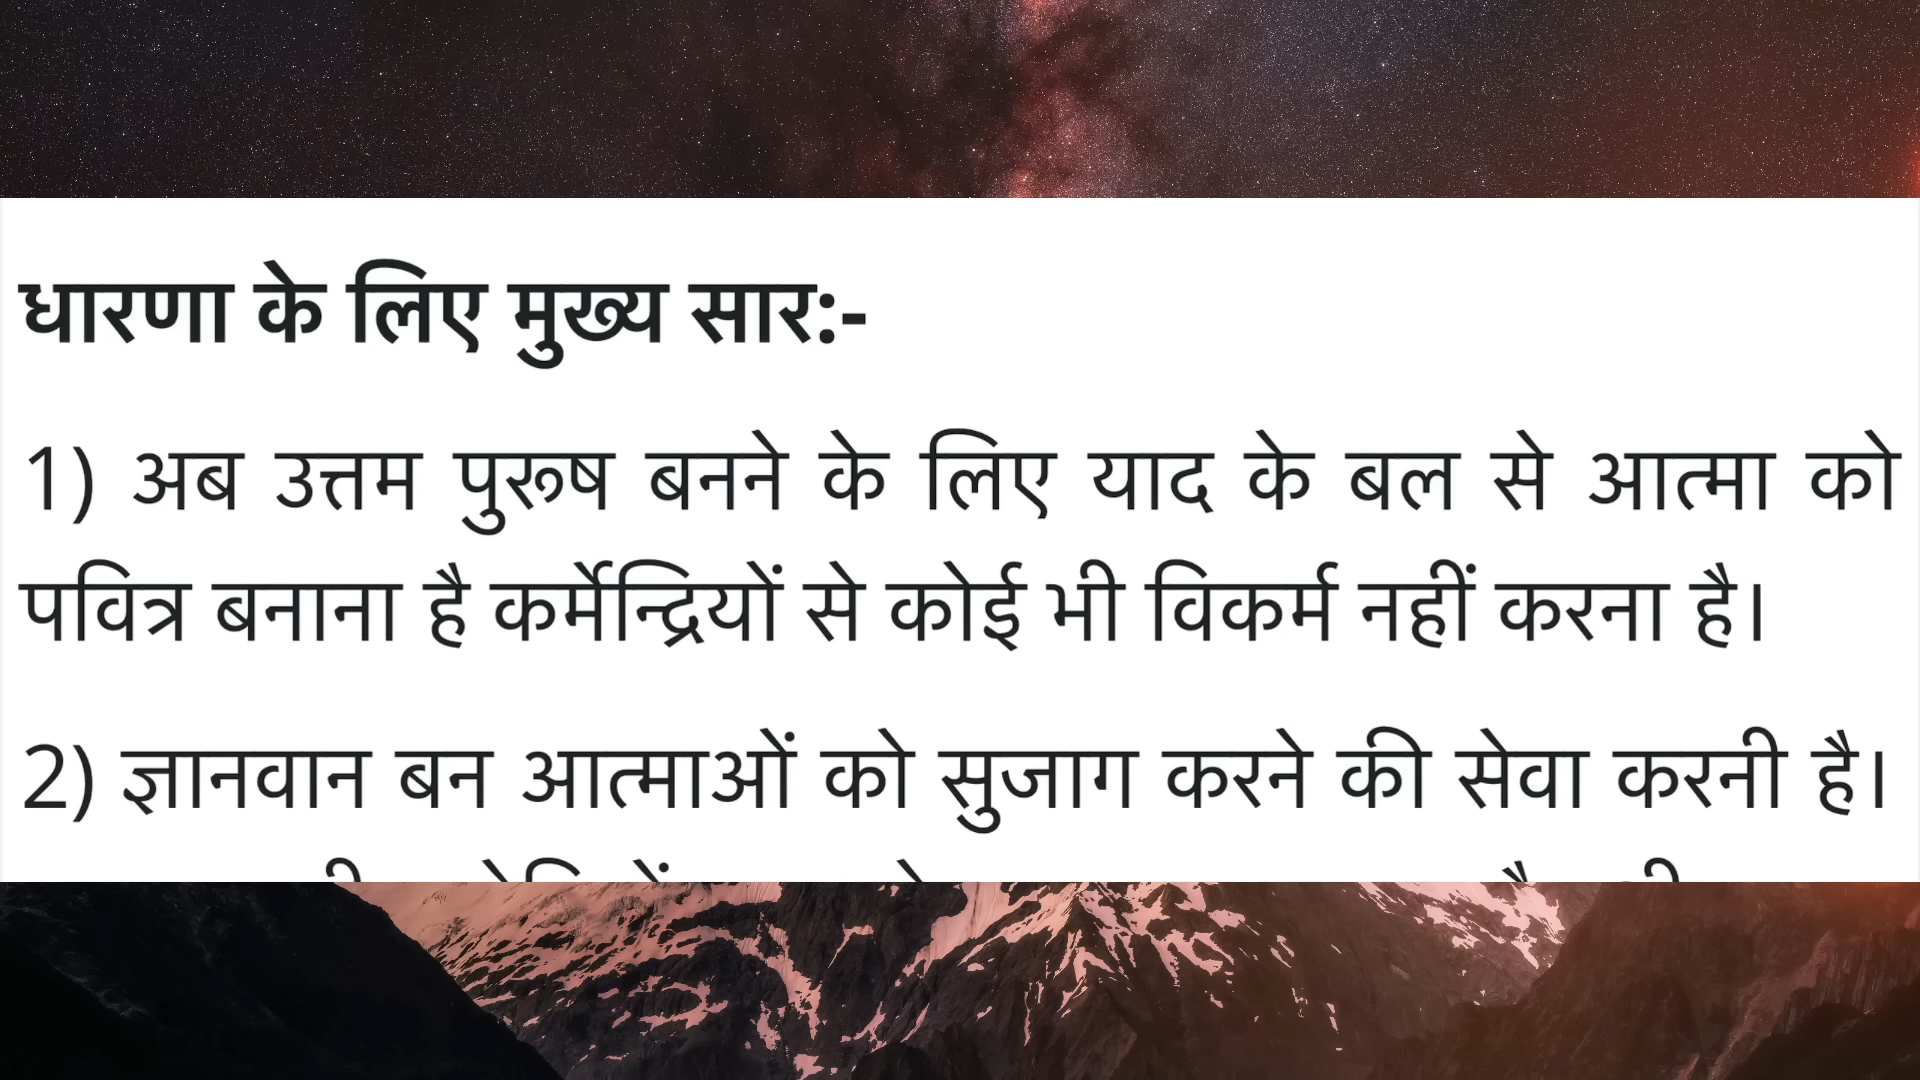 धारणा के लिए मुख्य सार:-
1) अब उत्तम पुरूष बनने के लिए याद के बल से आत्मा को
पवित्र बनाना है कर्मेन्द्रियों से कोई भी विकर्म नहीं करना है।
2) ज्ञानवान बन आत्माओं को सुजाग करने की सेवा करनी है।